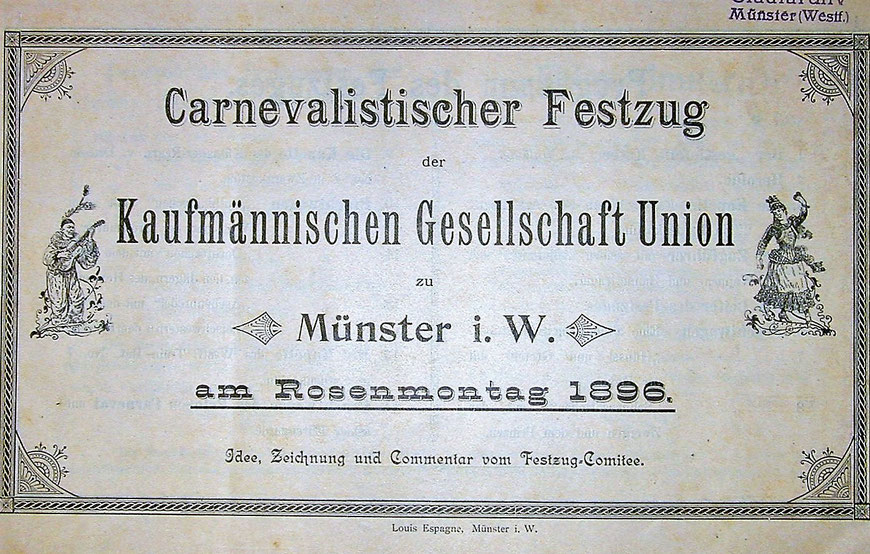 Münster (Westf.)
Carnevalistischer Festzug
der
Kaufmännischen Gesellschaft Union
zu
Münster i. W.
am Rosenmontag 1896.
Idee, Zeichnung und Commentar vom Festzug-Comitee.
Louis Espagne, Münster i. W.